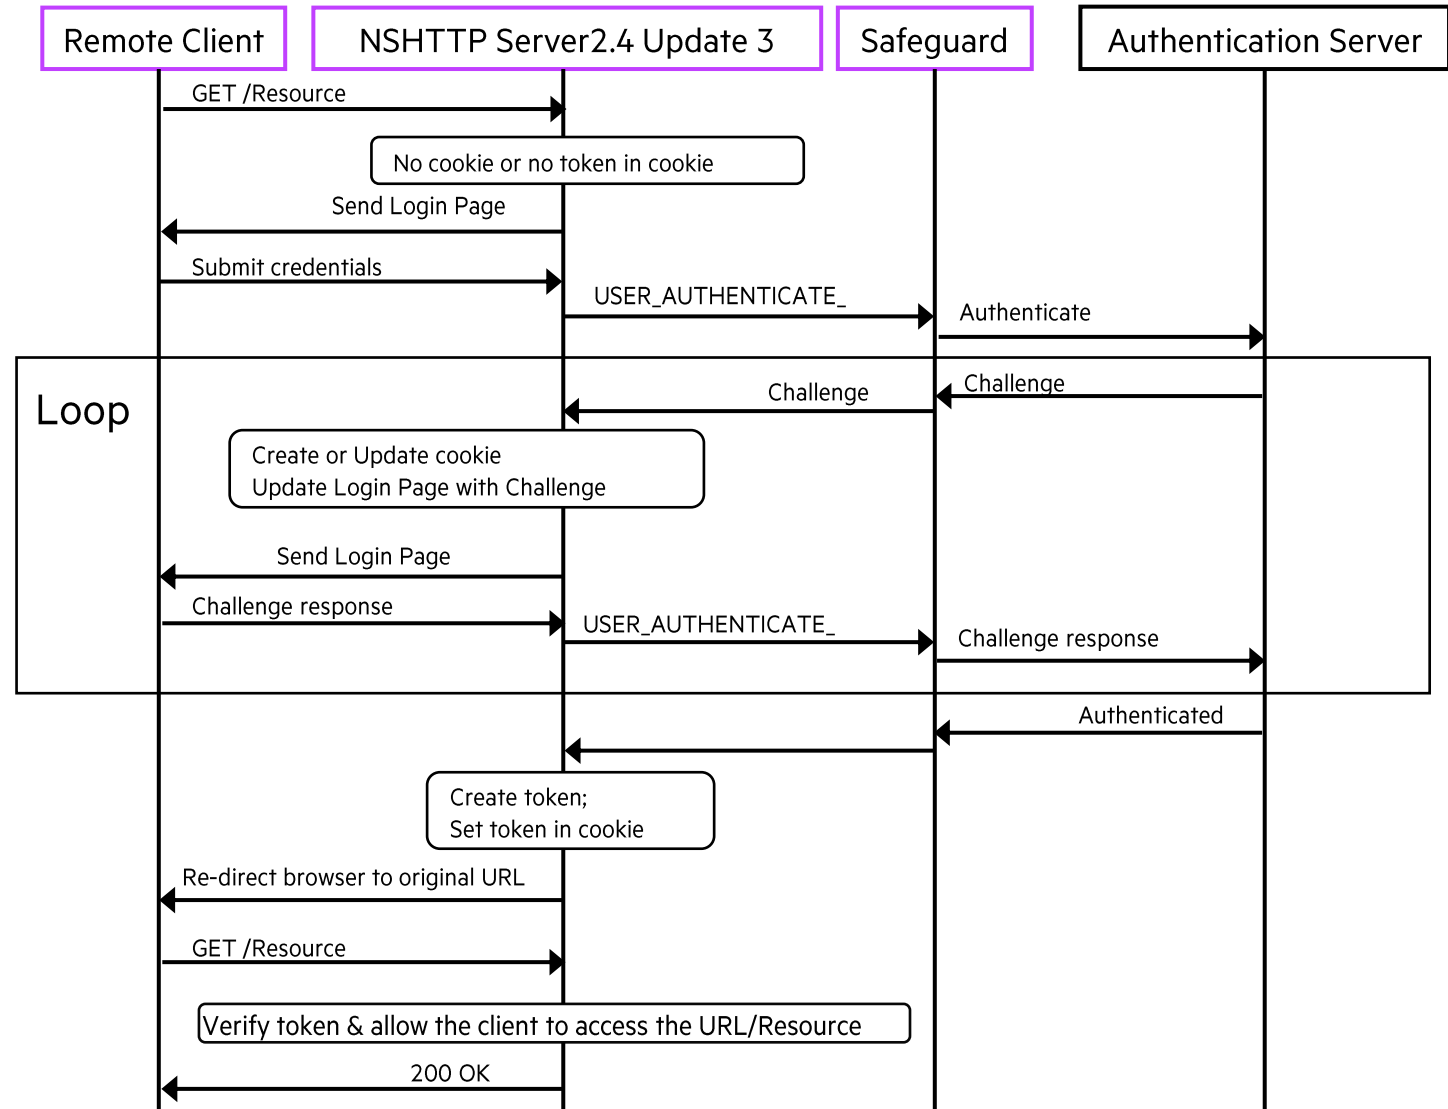 Remote Client
NSHTTP Server2.4 Update 3
Safeguard
Authentication Server
GET /Resource
No cookie or no token in cookie
Send Login Page
Submit credentials
USER_AUTHENTICATE_
Authenticate
Loop
Challenge
Challenge
Create or Update cookie
Update Login Page with Challenge
Send Login Page
Challenge response
USER_AUTHENTICATE_
Challenge response
Authenticated
Create token;
Set token in cookie
Re-direct browser to original URL
GET /Resource
Verify token & allow the client to access the URL/Resource
200 OK